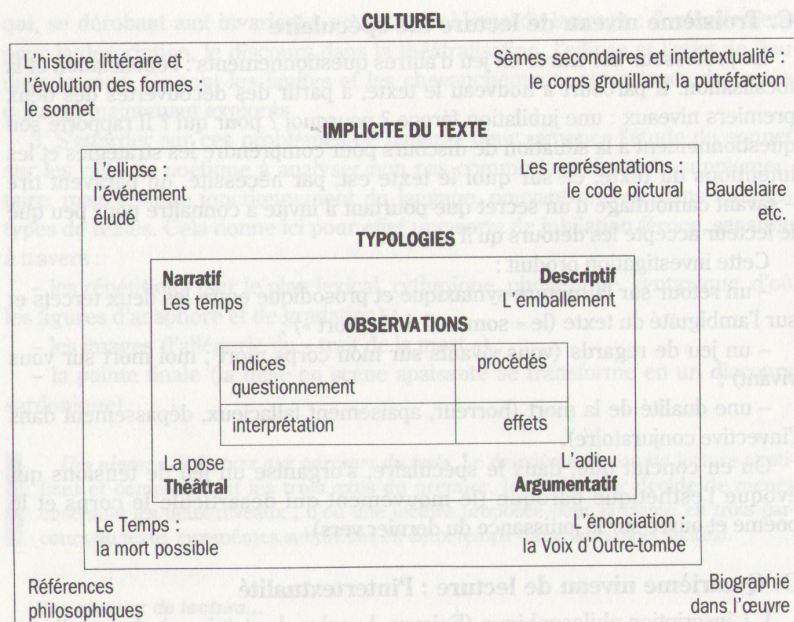 CULTUREL
L'histoire littéraire et
l'évolution des formes :
le sonnet
Sèmes secondaires et intertextualité :
le corps grouillant, la putréfaction
IMPLICITE DU TEXTE
L'ellipse :
l'événement
éludé
Les représentations :
le code pictural
Baudelaire
etc.
TYPOLOGIES
Narratif
Les temps
Descriptif
L'emballement
OBSERVATIONS
indices
questionnement
procédés
interprétation
effets
La pose
Théâtral
L'adieu
Argumentatif
Le Temps :
la mort possible
L'énonciation :
la Voix d'Outre-tombe
Références
philosophiques
Biographie
dans l'œuvre